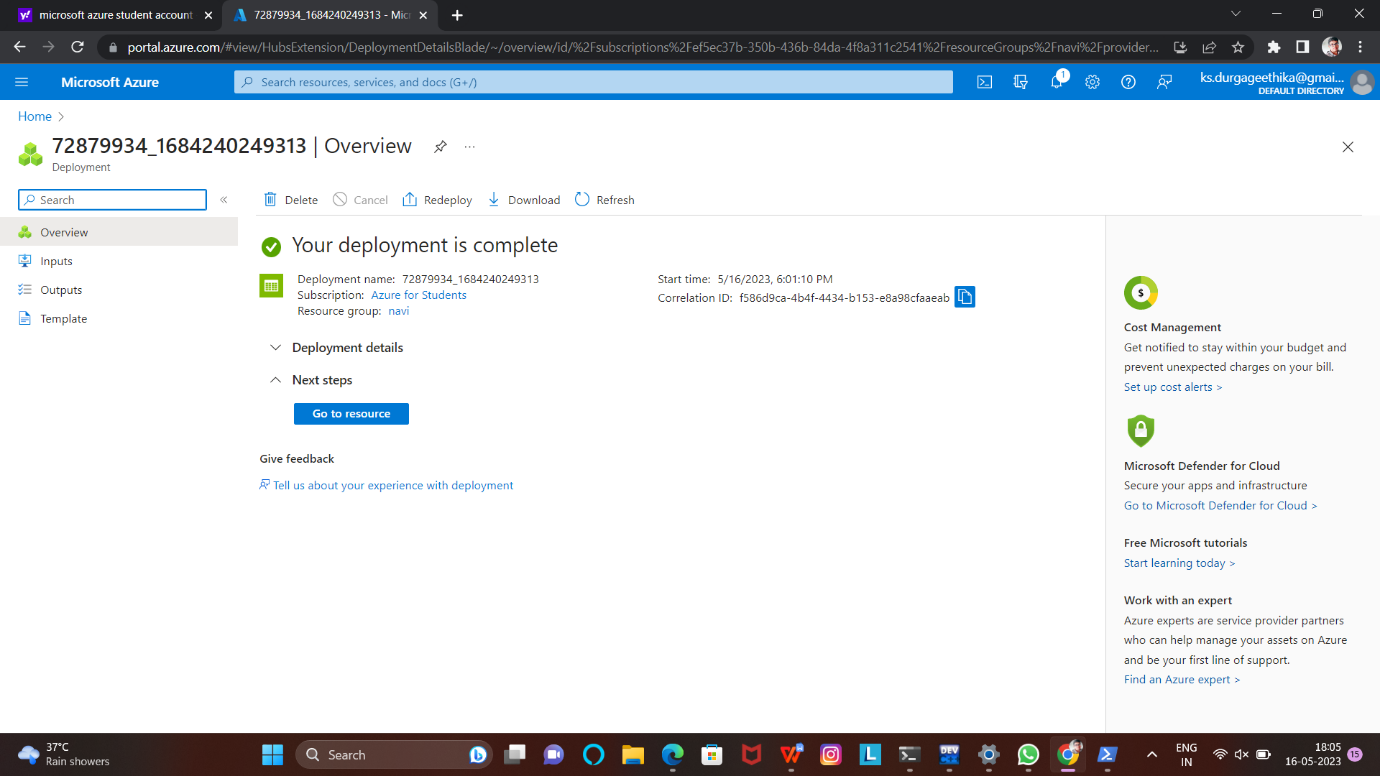 microsoft azure student account
72879934_1684240249313 - Mic
portal.azure.com/#view/HubsExtension/DeploymentDetailsBlade/~/overview/id/%2Fsubscriptions%2Fef5ec37b-350b-436b-84da-4f8a311c2541%2FresourceGroups%2Fnavi%2Fprovider...
Microsoft Azure
Search resources, services, and docs (G+/)
1
ks.durgageethika@gmai...
DEFAULT DIRECTORY
Home
72879934_1684240249313 | Overview
Deployment
Search
Delete
Cancel
Redeploy
Download
Refresh
Overview
Inputs
Outputs
Template
Your deployment is complete
Deployment name: 72879934_1684240249313
Subscription: Azure for Students
Resource group: navi
Start time: 5/16/2023, 6:01:10 PM
Correlation ID: f586d9ca-4b4f-4434-b153-e8a98cfaaeab
Deployment details
Next steps
Go to resource
Give feedback
Tell us about your experience with deployment
$
Cost Management
Get notified to stay within your budget and
prevent unexpected charges on your bill.
Set up cost alerts >
Microsoft Defender for Cloud
Secure your apps and infrastructure
Go to Microsoft Defender for Cloud >
Free Microsoft tutorials
Start learning today >
Work with an expert
Azure experts are service provider partners
who can help manage your assets on Azure
and be your first line of support.
Find an Azure expert >
37°C
Rain showers
Search
L
DEV
ENG
IN
18:05
16-05-2023
15